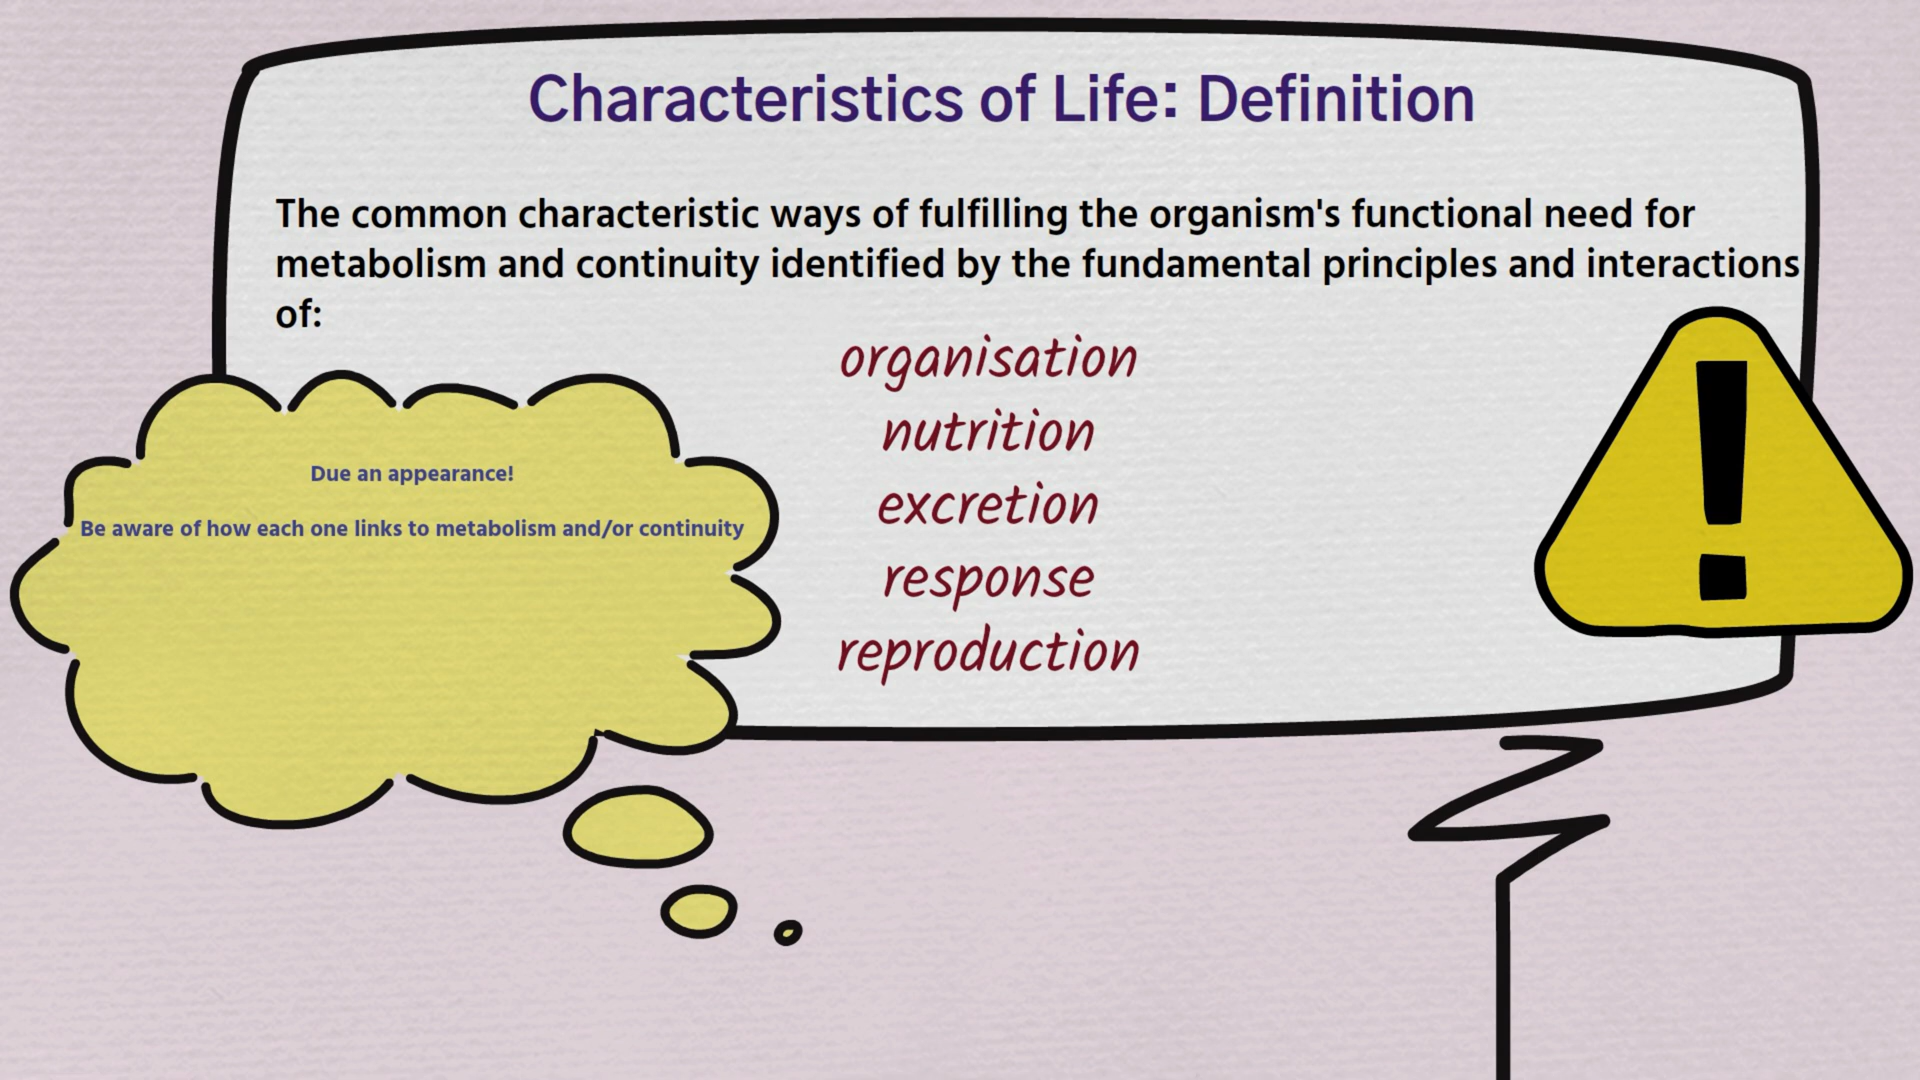 Characteristics of Life: Definition
The common characteristic ways of fulfilling the organism's functional need for
metabolism and continuity identified by the fundamental principles and interactions
of:
organisation
nutrition
excretion
response
reproduction
Due an appearance!
Be aware of how each one links to metabolism and/or continuity
!